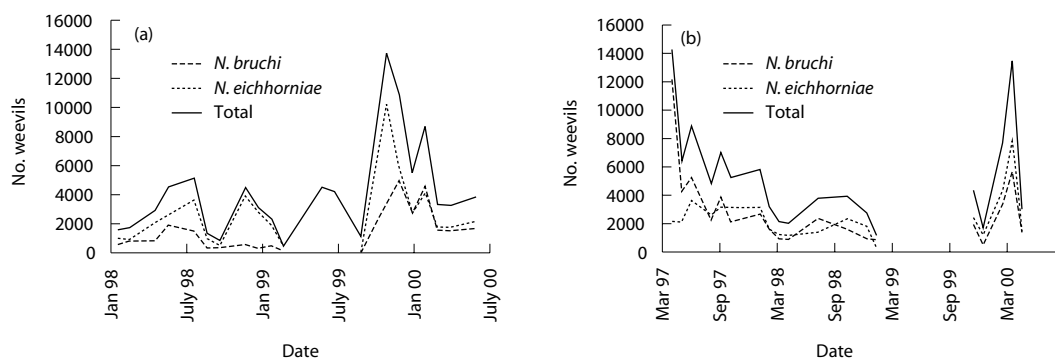 (a)
No. weevils
16000
14000
12000
10000
8000
6000
4000
2000
0
N. bruchi
N. eichhorniae
Total
Jan 98
July 98
Jan 99
July 99
Jan 00
July 00
Date
(b)
No. weevils
16000
14000
12000
10000
8000
6000
4000
2000
0
N. bruchi
N. eichhorniae
Total
Mar 97
Sep 97
Mar 98
Sep 98
Mar 99
Sep 99
Mar 00
Date